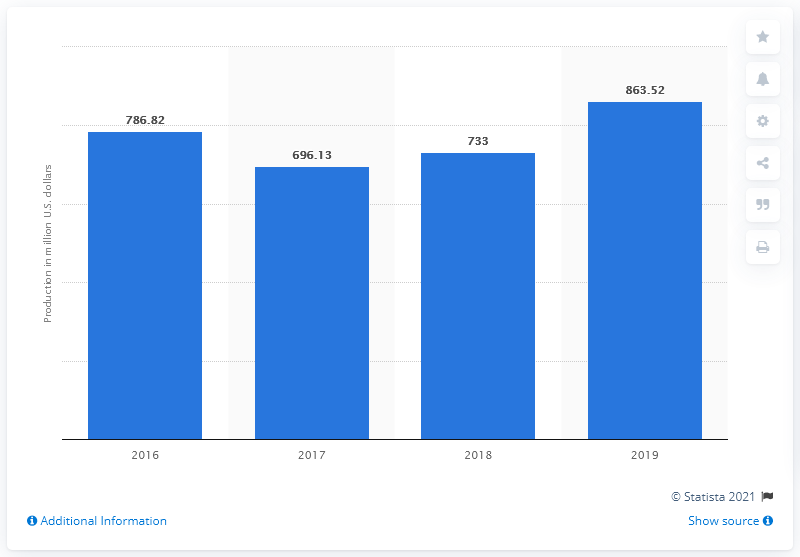 863.52
786.82
733
696.13
Production in million U.S. dollars
2016 2017 2018 2019
© Statista 2021
Additional Information Show source